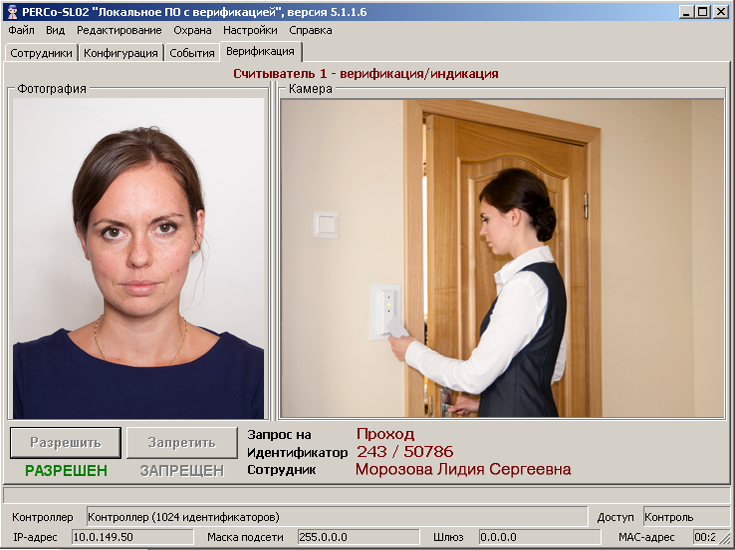 PERCo-SL02 "Локальное ПО с верификацией", версия 5.1.1.6
Файл Вид Редактирование Охрана Настройки Справка
Сотрудники Конфигурация События Верификация
Считыватель 1 - верификация/индикация
Фотография Камера
Разрешить Запретить Запрос на Проход
Идентификатор 243 / 50786
РАЗРЕШЕН ЗАПРЕЩЕН Сотрудник Морозова Лидия Сергеевна
Контроллер Контроллер (1024 идентификаторов) Доступ Контроль
IP-адрес 10.0.149.50 Маска подсети 255.0.0.0 Шлюз 0.0.0.0 MAC-адрес 00:2